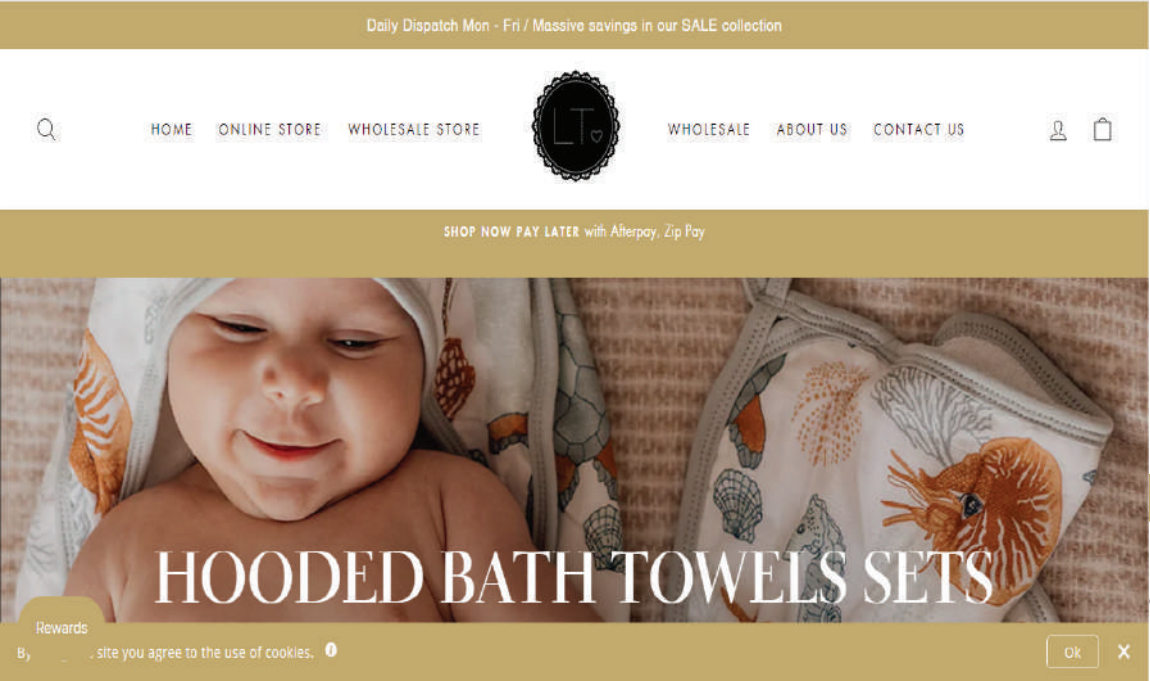 Daily Dispatch Mon - Fri / Massive savings in our SALE collection
HOME ONLINE STORE WHOLESALE STORE LT WHOLESALE ABOUT US CONTACT US
SHOP NOW PAY LATER with Afterpay, Zip Pay
HOODED BATH TOWELS SETS
Rewards
site you agree to the use of cookies. Ok